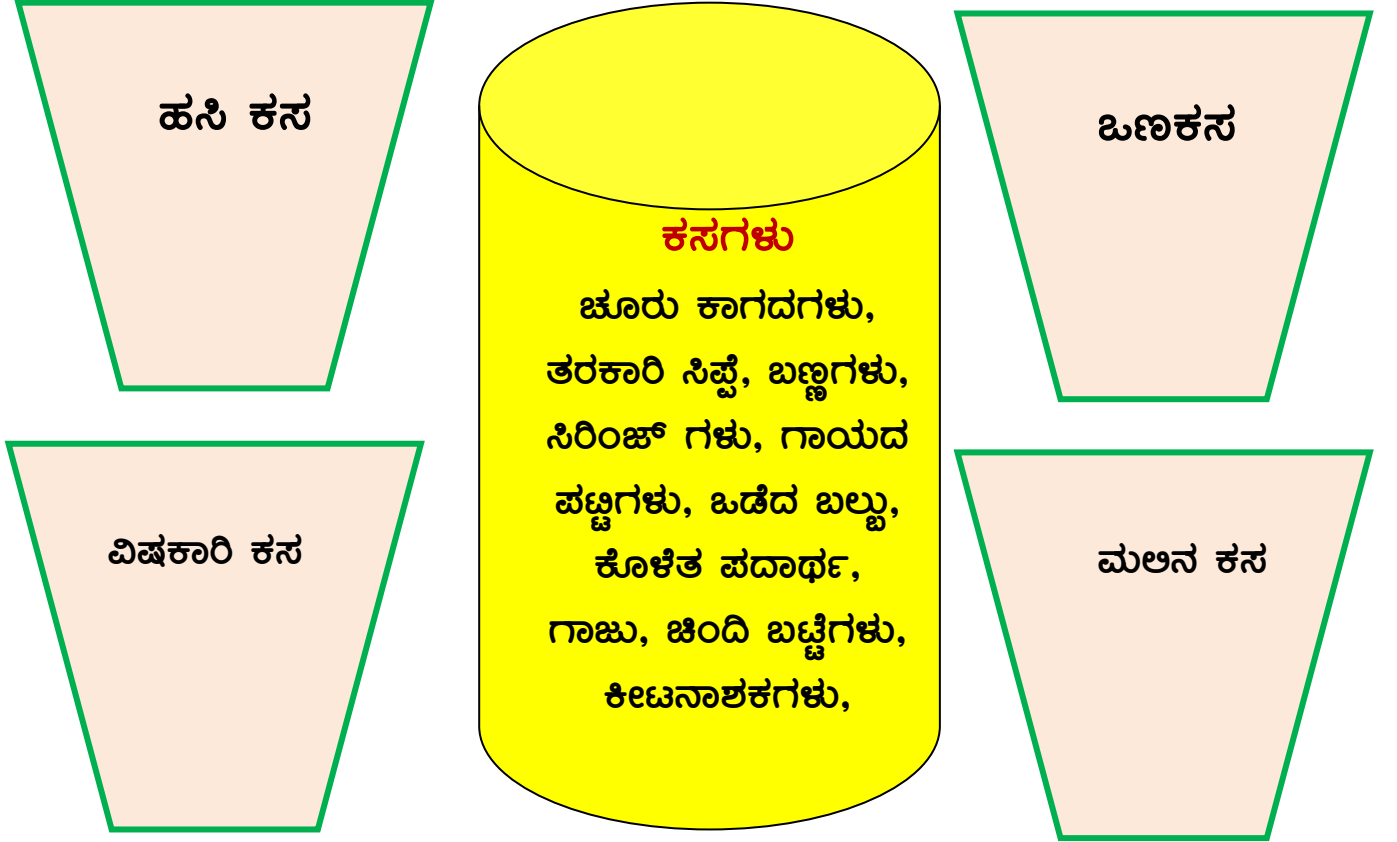 ಹಸಿ ಕಸ
ಒಣಕಸ
ಕಸಗಳು
ಚೂರು ಕಾಗದಗಳು,
ತರಕಾರಿ ಸಿಪ್ಪೆ, ಬಣ್ಣಗಳು,
ಸಿರಿಂಜ್ ಗಳು, ಗಾಯದ
ಪಟ್ಟಿಗಳು, ಒಡೆದ ಬಲ್ಬು,
ಕೊಳೆತ ಪದಾರ್ಥ,
ಗಾಜು, ಚಿಂದಿ ಬಟ್ಟೆಗಳು,
ಕೀಟನಾಶಕಗಳು,
ವಿಷಕಾರಿ ಕಸ
ಮಲಿನ ಕಸ